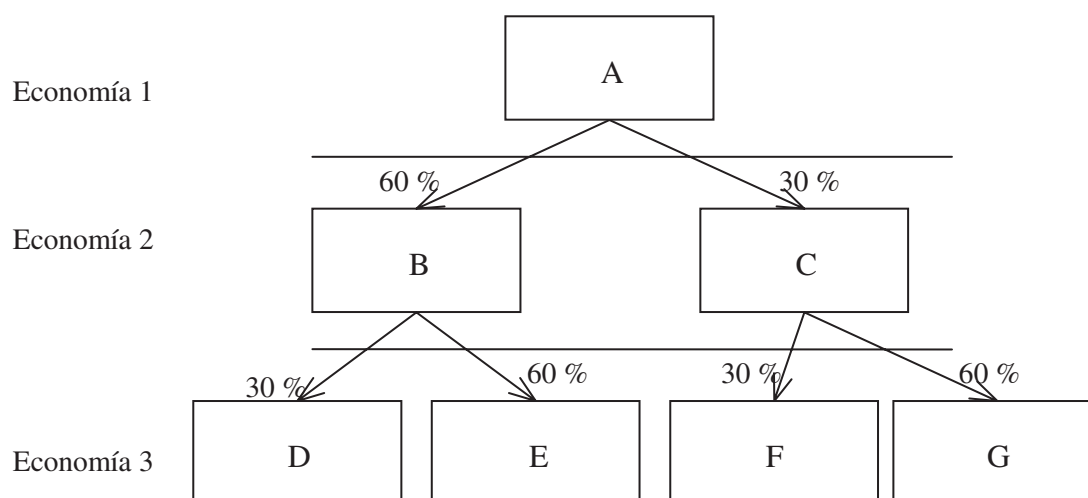 A
Economía 1
60 %
30 %
Economía 2
B
C
30 %
60 %
30 %
60 %
Economía 3
D
E
F
G